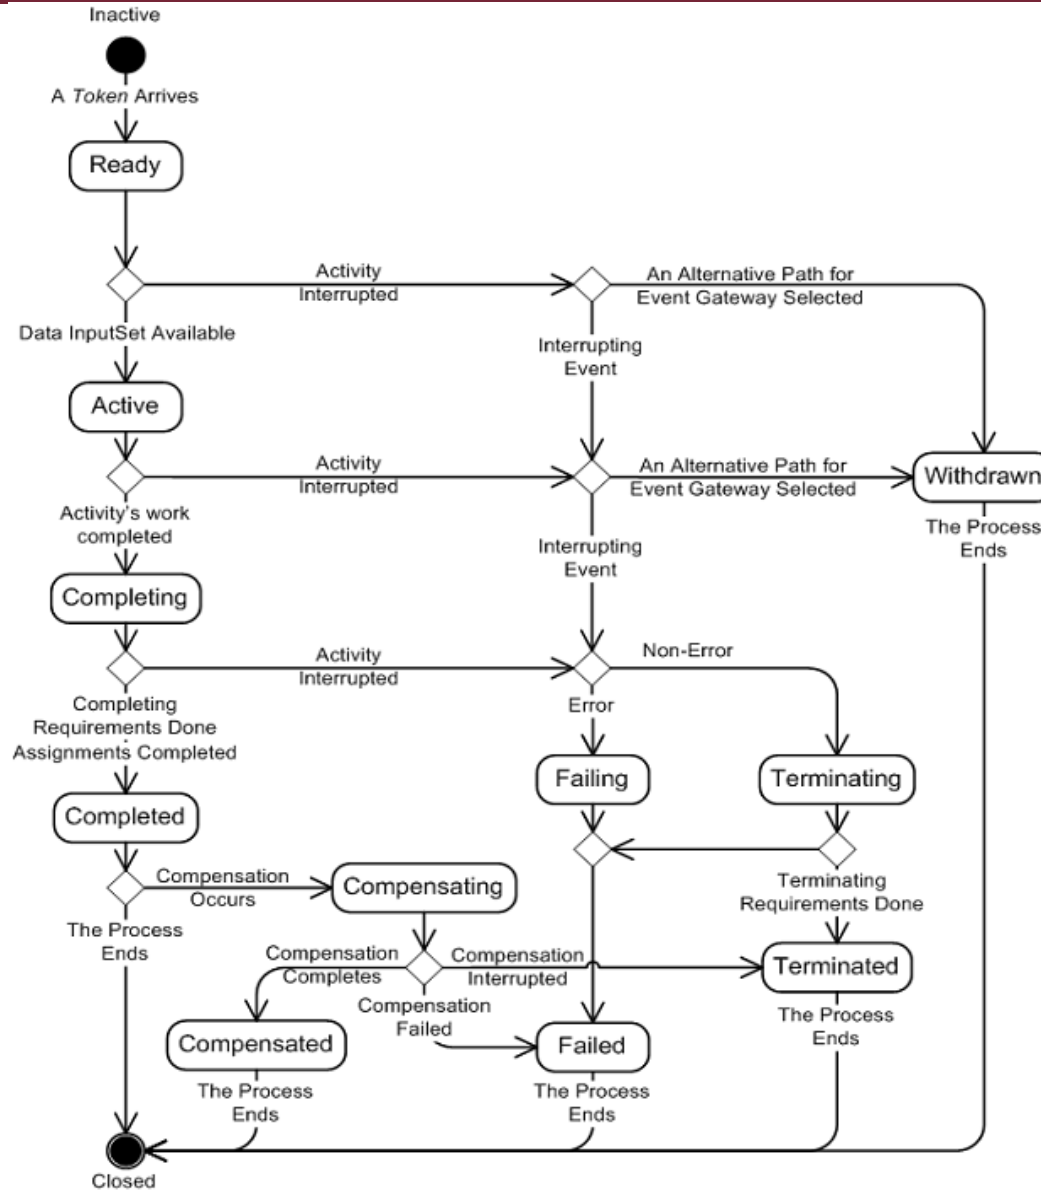 Inactive
A Token Arrives
Ready
Activity
Interrupted
An Alternative Path for
Event Gateway Selected
Data InputSet Available
Interrupting
Event
Active
Activity
Interrupted
An Alternative Path for
Event Gateway Selected
Withdrawn
Activity's work
completed
The Process
Ends
Interrupting
Event
Completing
Activity
Interrupted
Non-Error
Completing
Requirements Done
Assignments Completed
Error
Failing
Terminating
Completed
Compensation
Occurs
Compensating
Terminating
Requirements Done
The Process
Ends
Compensation
Completes
Compensation
Interrupted
Terminated
Compensation
Failed
The Process
Ends
Compensated
Failed
The Process
Ends
The Process
Ends
Closed